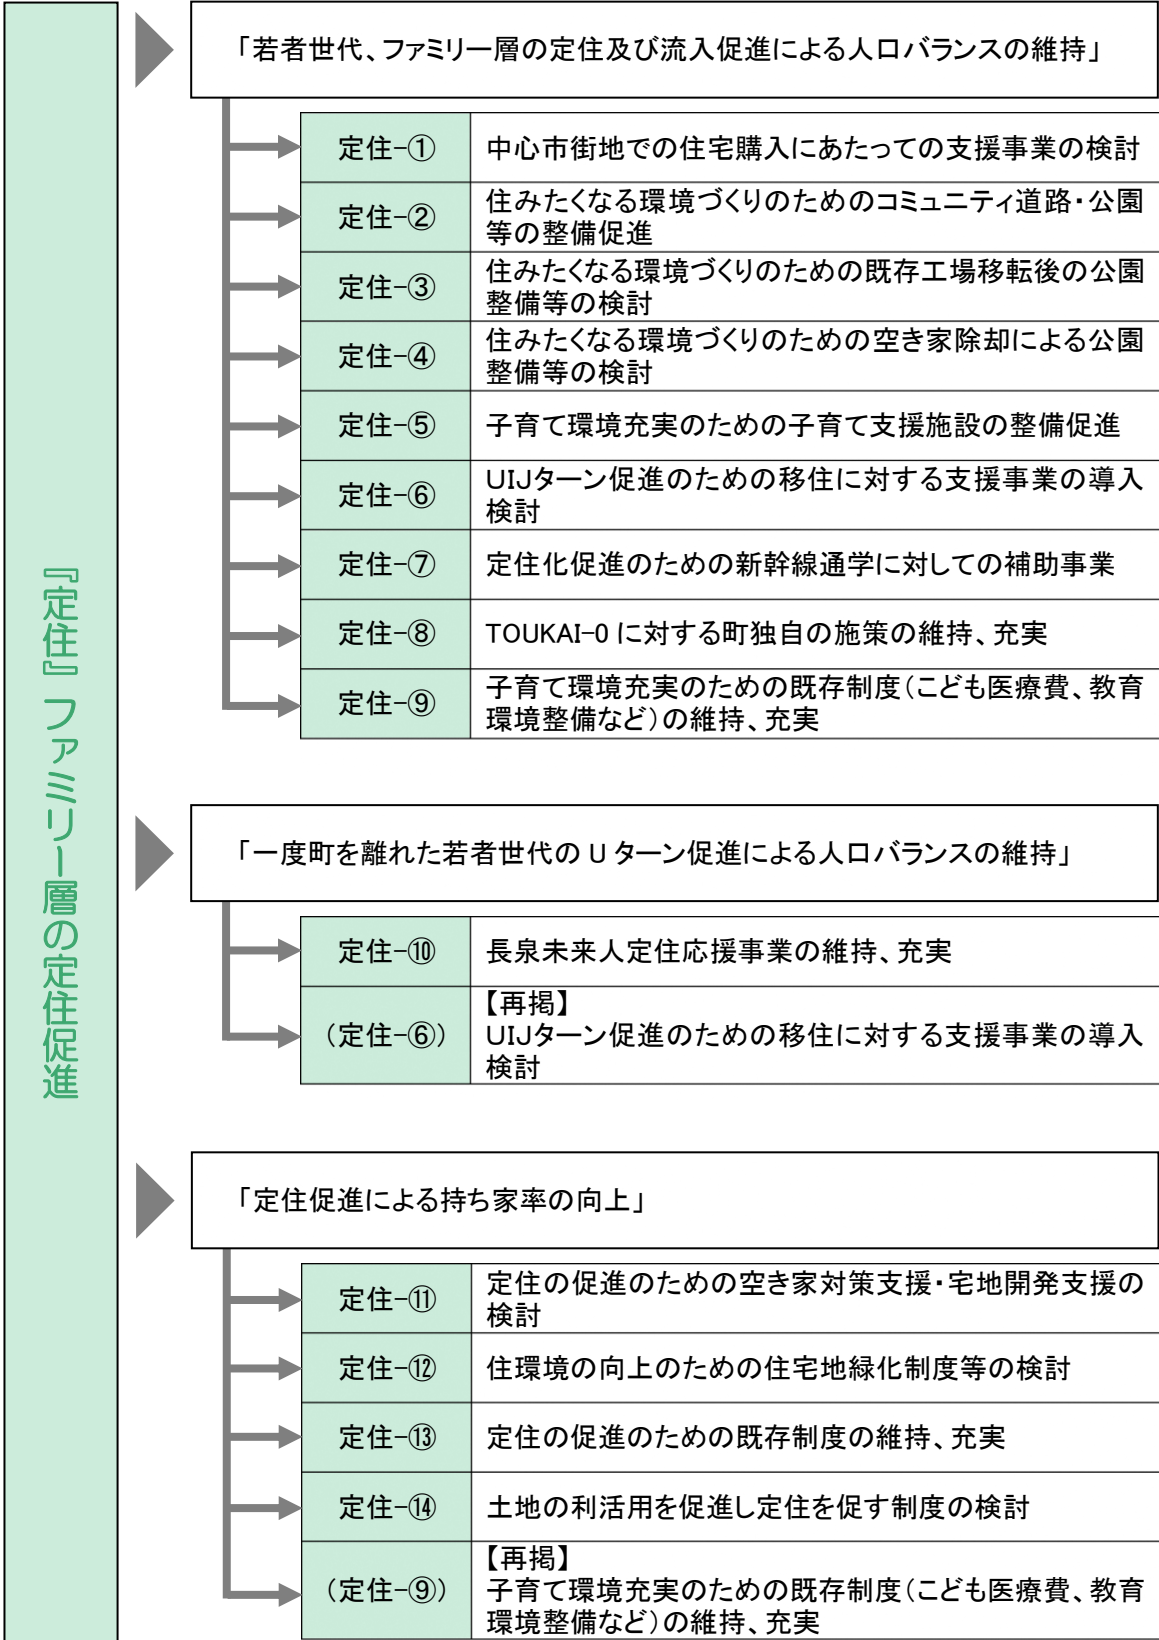 『定住』ファミリー層の定住促進
「若者世代、ファミリー層の定住及び流入促進による人口バランスの維持」
定住-①
中心市街地での住宅購入にあたっての支援事業の検討
定住-②
住みたくなる環境づくりのためのコミュニティ道路・公園
等の整備促進
定住-③
住みたくなる環境づくりのための既存工場移転後の公園
整備等の検討
定住-④
住みたくなる環境づくりのための空き家除却による公園
整備等の検討
定住-⑤
子育て環境充実のための子育て支援施設の整備促進
定住-⑥
UIJターン促進のための移住に対する支援事業の導入
検討
定住-⑦
定住化促進のための新幹線通学に対しての補助事業
定住-⑧
TOUKAI-0 に対する町独自の施策の維持、充実
定住-⑨
子育て環境充実のための既存制度(こども医療費、教育
環境整備など)の維持、充実
「一度町を離れた若者世代の U ターン促進による人口バランスの維持」
定住-⑩
長泉未来人定住応援事業の維持、充実
(定住-⑥)
【再掲】
UIJターン促進のための移住に対する支援事業の導入
検討
「定住促進による持ち家率の向上」
定住-⑪
定住の促進のための空き家対策支援・宅地開発支援の
検討
定住-⑫
住環境の向上のための住宅地緑化制度等の検討
定住-⑬
定住の促進のための既存制度の維持、充実
定住-⑭
土地の利活用を促進し定住を促す制度の検討
(定住-⑨)
【再掲】
子育て環境充実のための既存制度(こども医療費、教育
環境整備など)の維持、充実